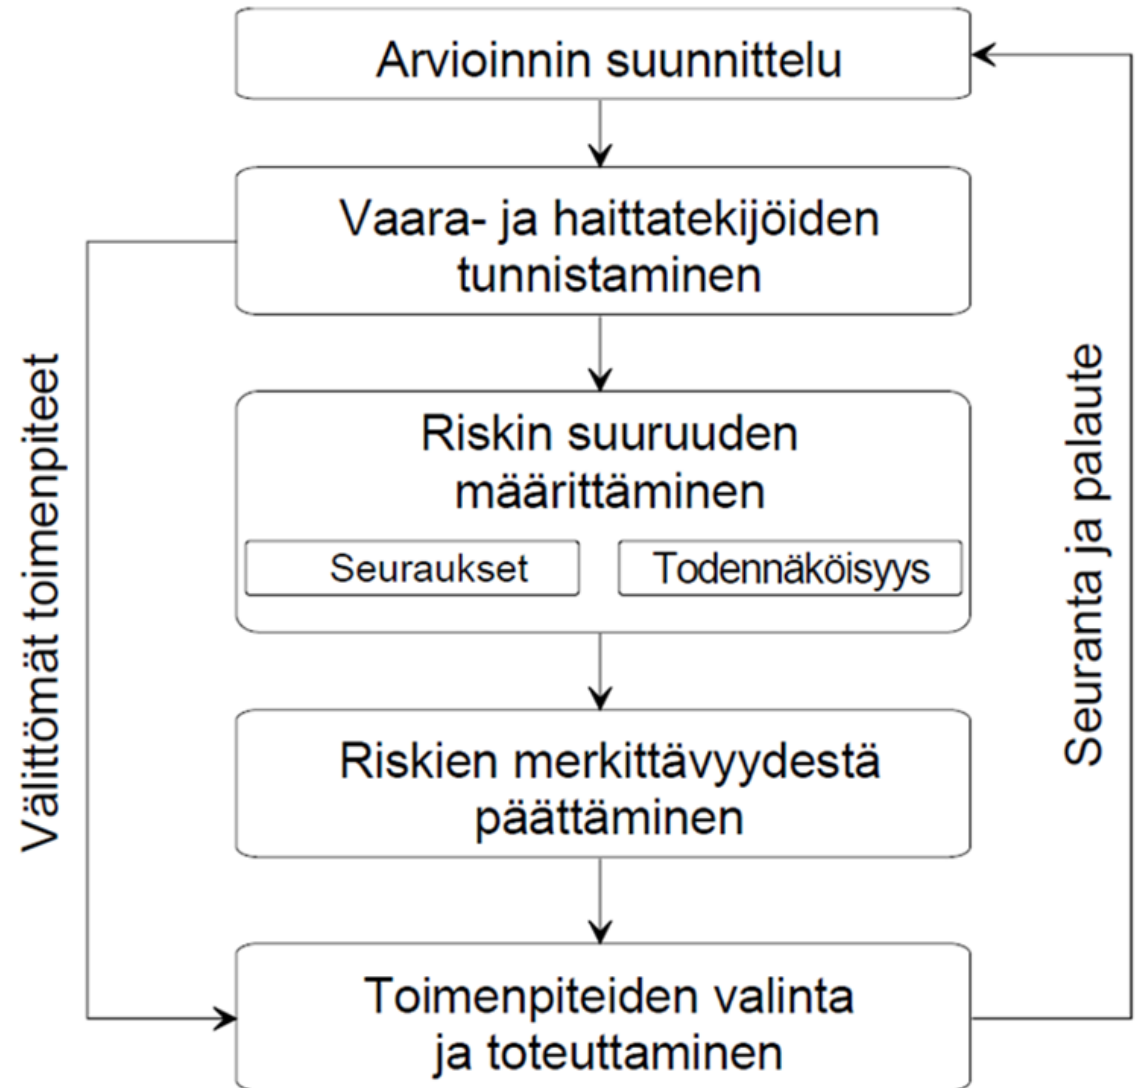 Arvioinnin suunnittelu
Vaara- ja haittatekijöiden
tunnistaminen
Riskin suuruuden
määrittäminen
Seuraukset
Todennäköisyys
Riskien merkittävyydestä
päättäminen
Toimenpiteiden valinta
ja toteuttaminen
Välittömät toimenpiteet
Seuranta ja palaute